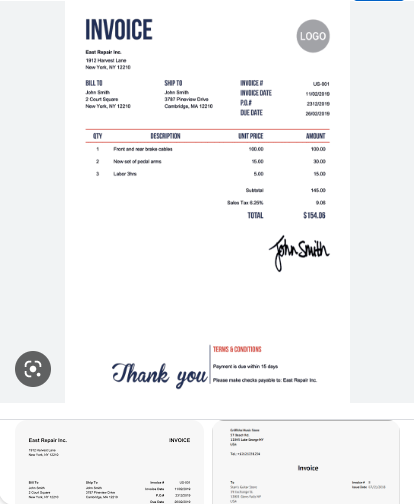 INVOICE
LOGO
East Repair Inc.
1912 Harvest Lane
New York, NY 12210
BILL TO SHIP TO INVOICE # US-001
John Smith John Smith INVOICE DATE 11/02/2019
2 Court Square 3787 Pineview Drive P.O.# 2312/2019
New York, NY 12210 Cambridge, MA 12210 DUE DATE 26/02/2019
QTY DESCRIPTION UNIT PRICE AMOUNT
1 Front and rear brake cables 100.00 100.00
2 New set of pedal arms 15.00 30.00
3 Labor 3hrs 5.00 15.00
Subtotal 145.00
Sales Tax 6.25% 9.06
TOTAL $154.06
John Smith
TERMS & CONDITIONS
Thank you
Payment is due within 15 days
Please make checks payable to: East Repair Inc.
East Repair Inc. INVOICE
1912 Harvest Lane
New York, NY 12210
Bill To Ship To Invoice # US-001
John Smith John Smith Invoice Date 11/02/2019
2 Court Square 3787 Pineview Drive P.O.# 2312/2019
New York, NY 12210 Cambridge, MA 12210 Due Date 26/02/2019
USA
Invoice
To Invoice #
Invoice Date